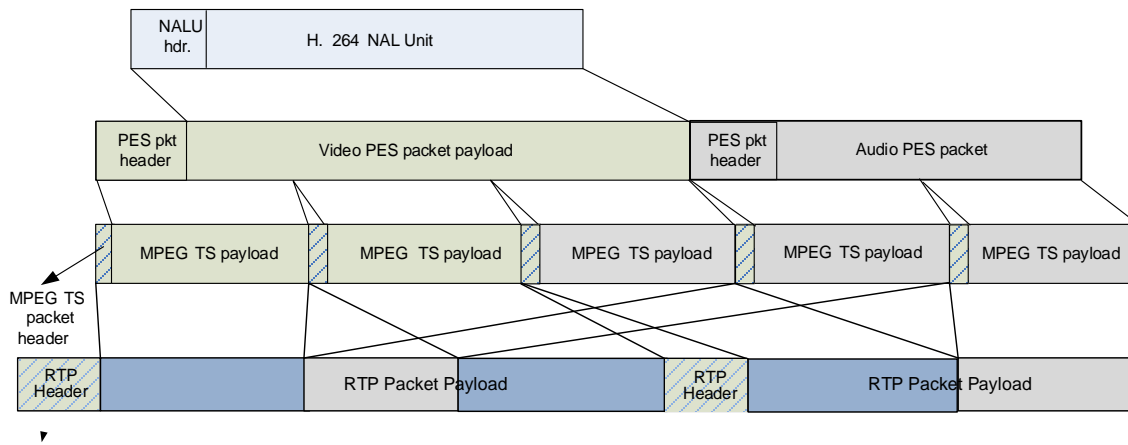 NALU
hdr.
H. 264 NAL Unit
PES pkt
header
Video PES packet payload
PES pkt
header
Audio PES packet
MPEG TS payload
MPEG TS payload
MPEG TS payload
MPEG TS payload
MPEG TS payload
MPEG TS
packet
header
RTP
Header
RTP Packet Payload
RTP
Header
RTP Packet Payload